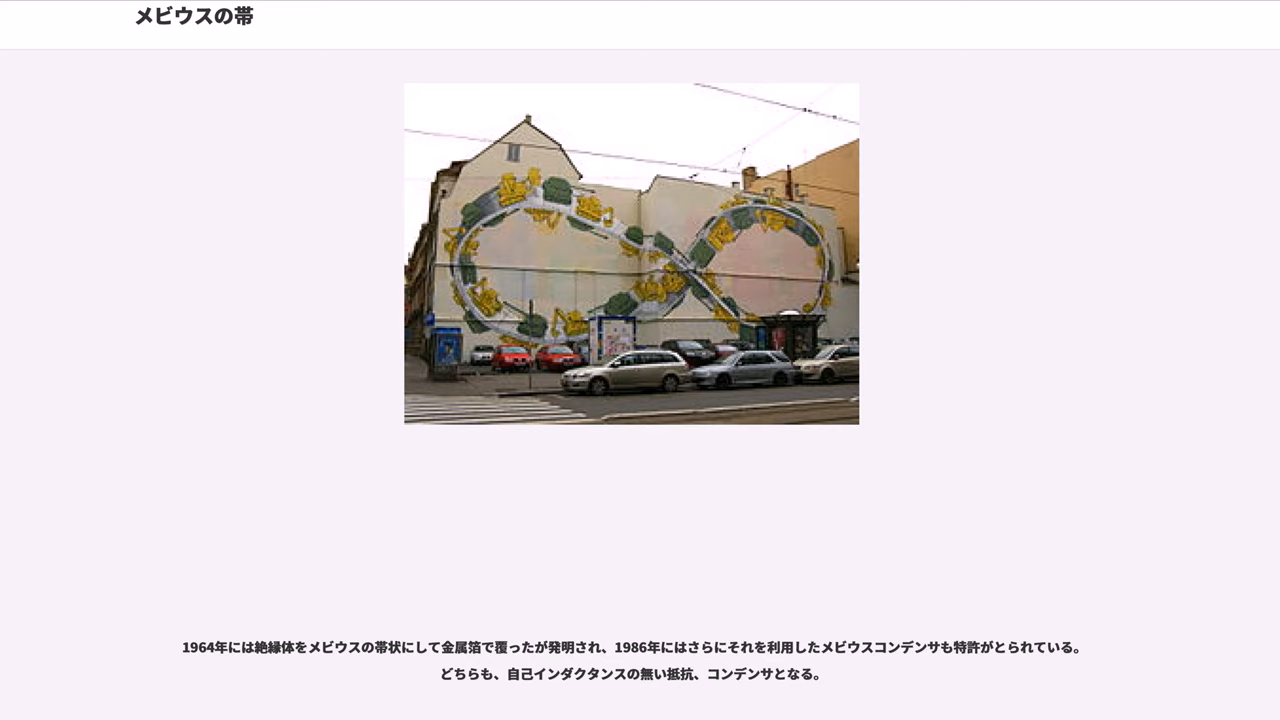 メビウスの帯
1964年には絶縁体をメビウスの帯状にして金属箔で覆ったが発明され、1986年にはさらにそれを利用したメビウスコンデンサも特許がとられている。
どちらも、自己インダクタンスの無い抵抗、コンデンサとなる。